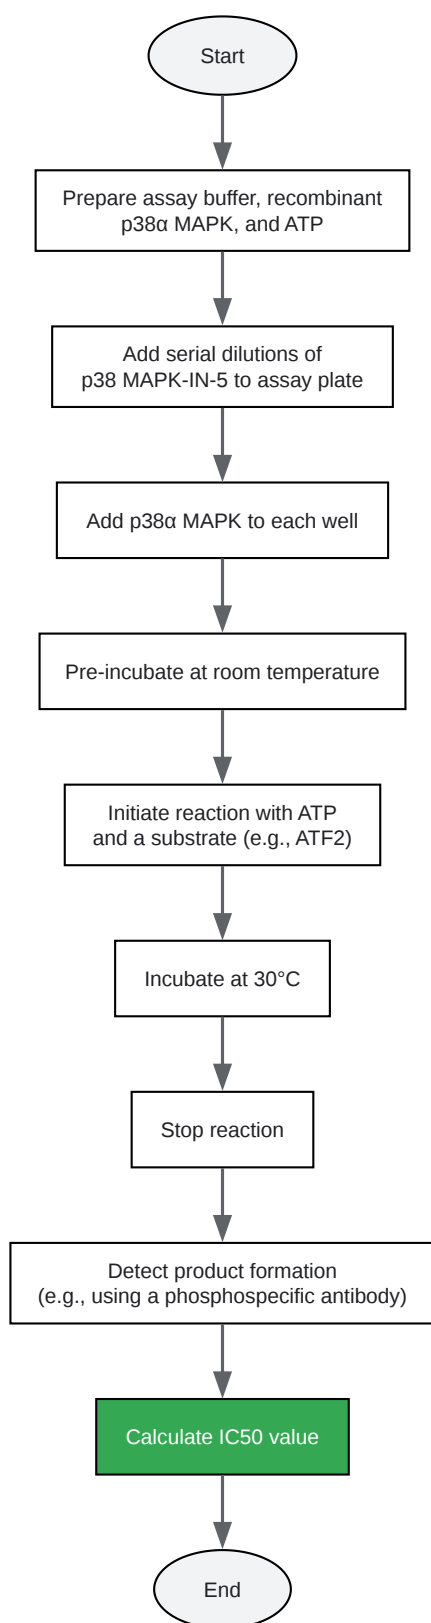 Start
Prepare assay buffer, recombinant
p38α MAPK, and ATP
Add serial dilutions of
p38 MAPK-IN-5 to assay plate
Add p38α MAPK to each well
Pre-incubate at room temperature
Initiate reaction with ATP
and a substrate (e.g., ATF2)
Incubate at 30°C
Stop reaction
Detect product formation
(e.g., using a phosphospecific antibody)
Calculate IC50 value
End